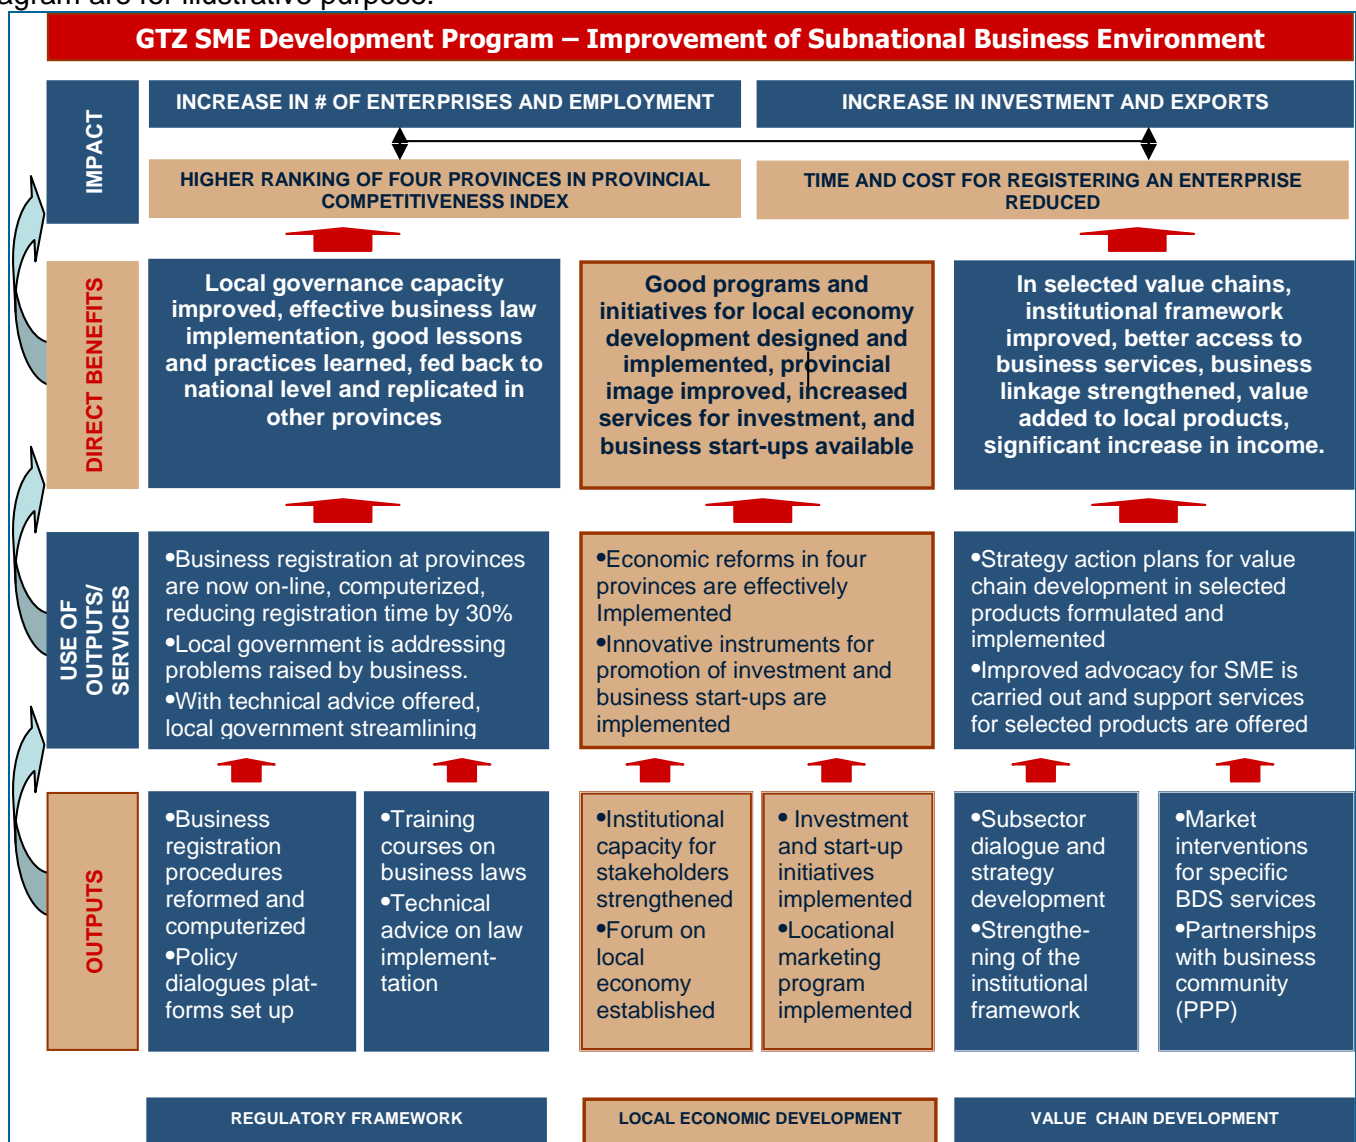 agram are for illustrative purpose.
GTZ SME Development Program – Improvement of Subnational Business Environment
IMPACT
INCREASE IN # OF ENTERPRISES AND EMPLOYMENT
INCREASE IN INVESTMENT AND EXPORTS
HIGHER RANKING OF FOUR PROVINCES IN PROVINCIAL
COMPETITIVENESS INDEX
TIME AND COST FOR REGISTERING AN ENTERPRISE
REDUCED
DIRECT BENEFITS
Local governance capacity
improved, effective business law
implementation, good lessons
and practices learned, fed back to
national level and replicated in
other provinces
Good programs and
initiatives for local economy
development designed and
implemented, provincial
image improved, increased
services for investment, and
business start-ups available
In selected value chains,
institutional framework
improved, better access to
business services, business
linkage strengthened, value
added to local products,
significant increase in income.
USE OF
OUTPUTS/
SERVICES
•Business registration at provinces
are now on-line, computerized,
reducing registration time by 30%
•Local government is addressing
problems raised by business.
•With technical advice offered,
local government streamlining
•Economic reforms in four
provinces are effectively
Implemented
•Innovative instruments for
promotion of investment and
business start-ups are
implemented
•Strategy action plans for value
chain development in selected
products formulated and
implemented
•Improved advocacy for SME is
carried out and support services
for selected products are offered
OUTPUTS
•Business
registration
procedures
reformed and
computerized
•Policy
dialogues plat-
forms set up
•Training
courses on
business laws
•Technical
advice on law
implement-
tation
•Institutional
capacity for
stakeholders
strengthened
•Forum on
local
economy
established
• Investment
and start-up
initiatives
implemented
•Locational
marketing
program
implemented
•Subsector
dialogue and
strategy
development
•Strengthe-
ning of the
institutional
framework
•Market
interventions
for specific
BDS services
•Partnerships
with business
community
(PPP)
REGULATORY FRAMEWORK
LOCAL ECONOMIC DEVELOPMENT
VALUE CHAIN DEVELOPMENT